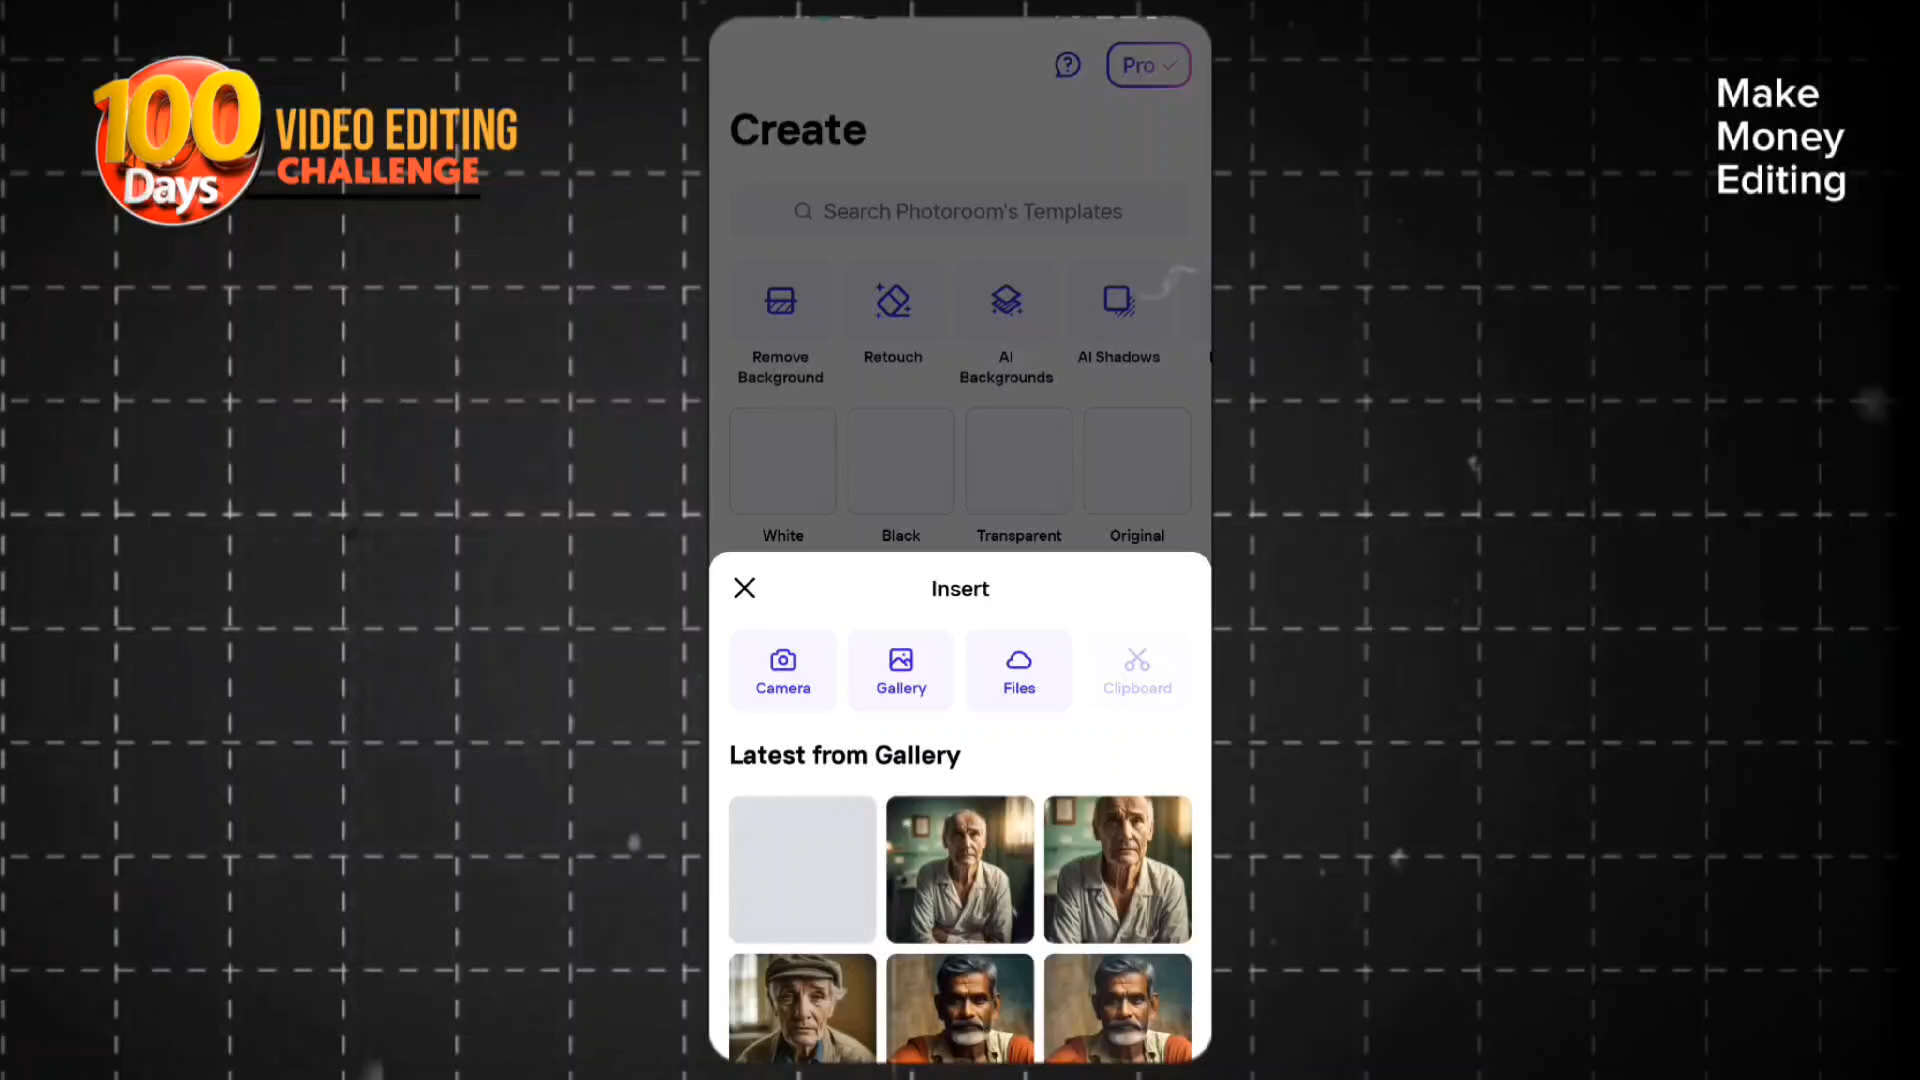 100
Days
VIDEO EDITING
CHALLENGE
Make
Money
Editing
Pro
Create
Search Photoroom's Templates
Remove
Background
Retouch
AI
Backgrounds
AI Shadows
White
Black
Transparent
Original
Insert
Camera
Gallery
Files
Clipboard
Latest from Gallery